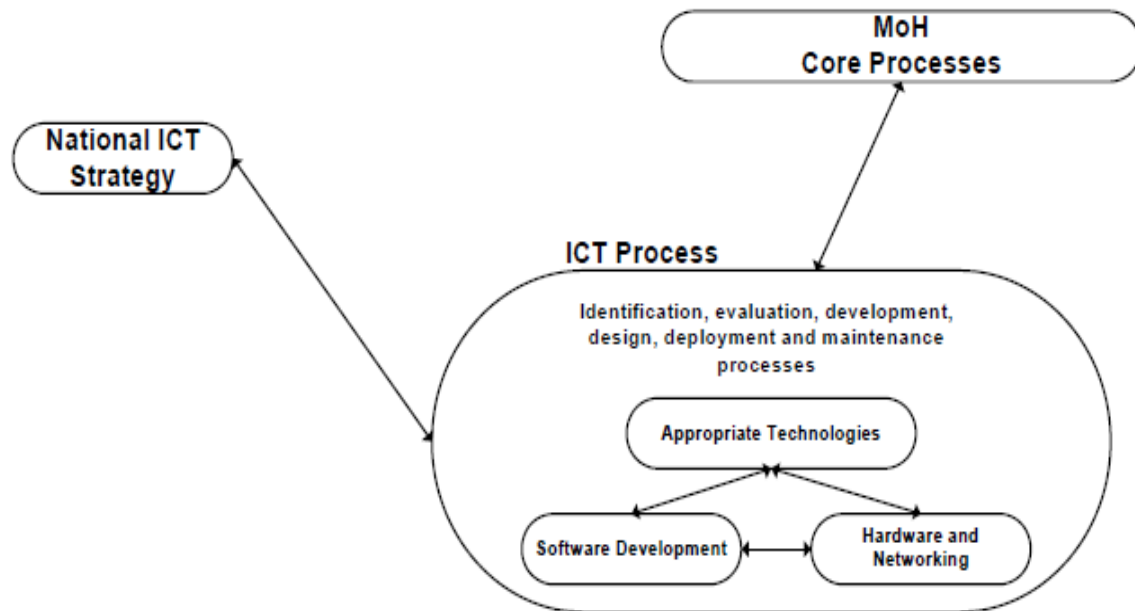 MoH
Core Processes
National ICT
Strategy
ICT Process
Identification, evaluation, development,
design, deployment and maintenance
processes
Appropriate Technologies
Software Development
Hardware and
Networking